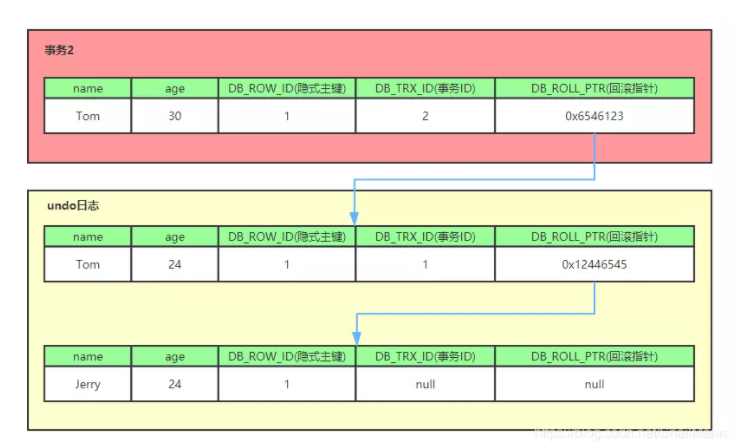 事务2
name age DB_ROW_ID(隐式主键) DB_TRX_ID(事务ID) DB_ROLL_PTR(回滚指针)
Tom 30 1 2 0x6546123
undo日志
name age DB_ROW_ID(隐式主键) DB_TRX_ID(事务ID) DB_ROLL_PTR(回滚指针)
Tom 24 1 1 0x12446545
name age DB_ROW_ID(隐式主键) DB_TRX_ID(事务ID) DB_ROLL_PTR(回滚指针)
Jerry 24 1 null null
https://blog.csdn.net/SnailMann